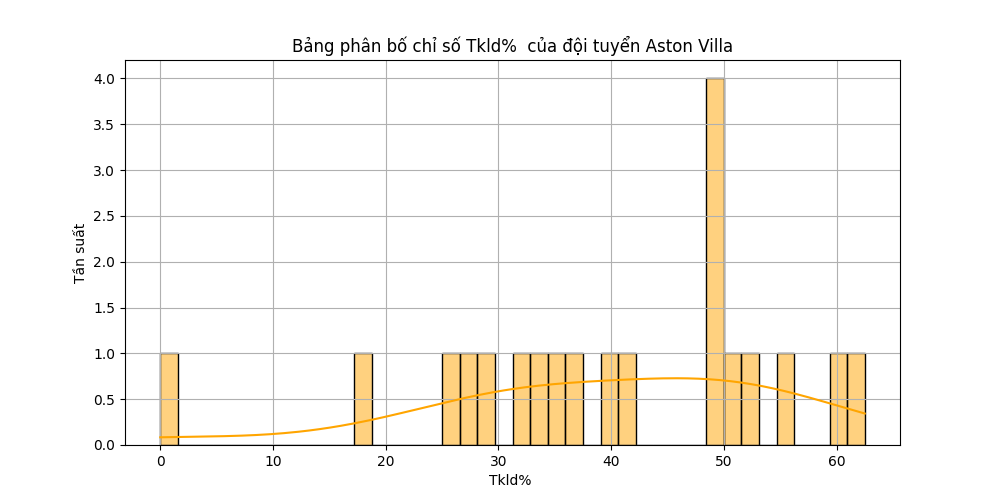 Bảng phân bố chỉ số Tkld%  của đội tuyển Aston Villa
4.0
3.5
3.0
2.5
2.0
1.5
1.0
0.5
0.0
Tần suất
0 10 20 30 40 50 60
Tkld%